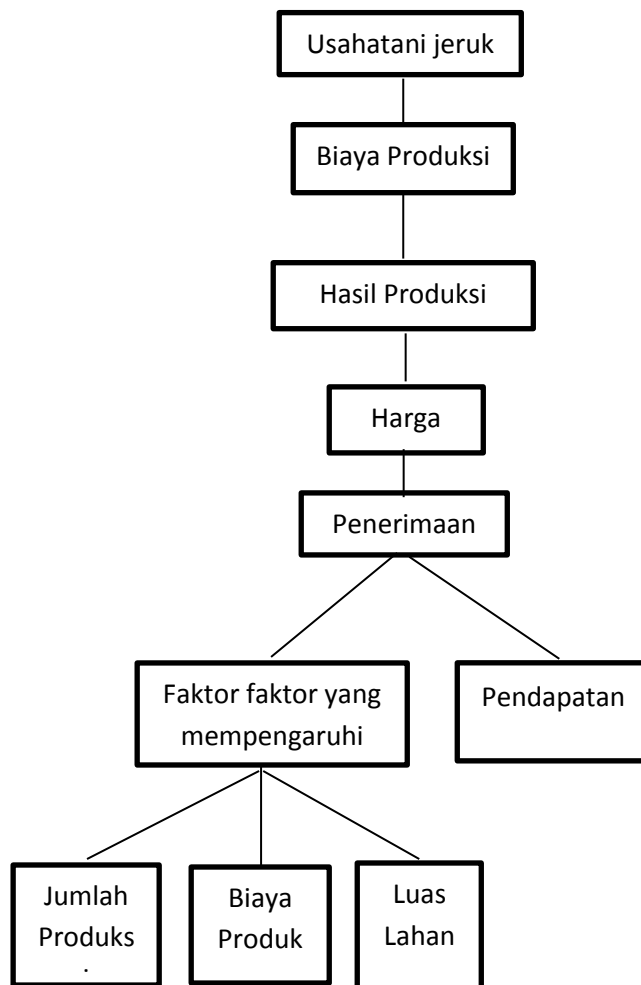 Usahatani jeruk
Biaya Produksi
Hasil Produksi
Harga
Penerimaan
Faktor faktor yang
mempengaruhi
Pendapatan
Jumlah
Produks
Biaya
Produk
Luas
Lahan